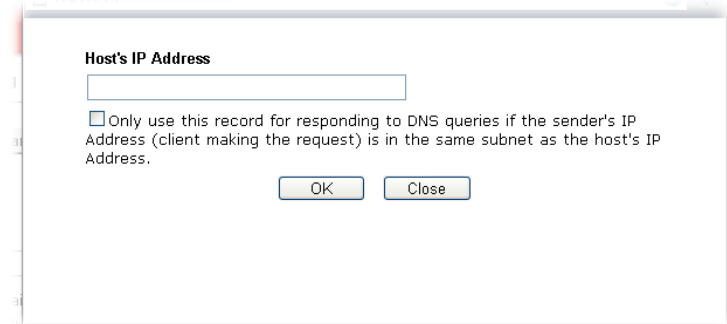 Host's IP Address
Only use this record for responding to DNS queries if the sender's IP
Address (client making the request) is in the same subnet as the host's IP
Address.
OK Close